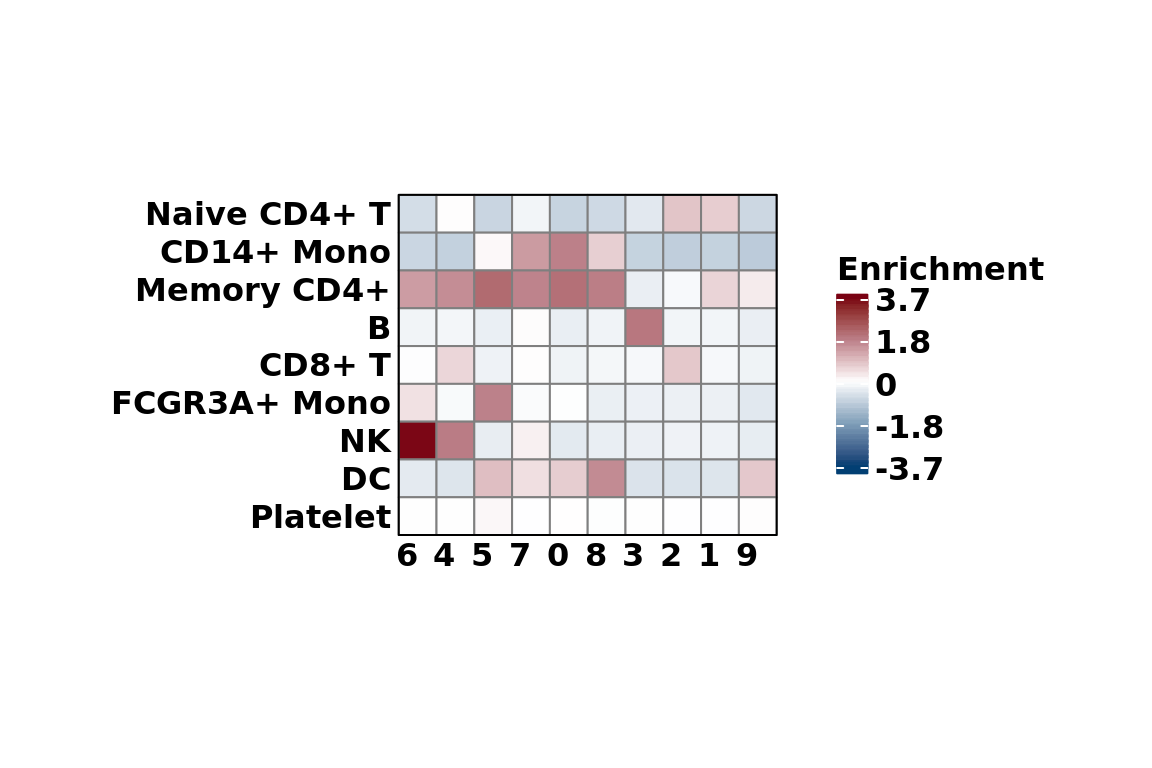 Naive CD4+ T
CD14+ Mono
Memory CD4+
B
CD8+ T
FCGR3A+ Mono
NK
DC
Platelet
6 4 5 7 0 8 3 2 1 9
Enrichment
3.7
1.8
0
-1.8
-3.7